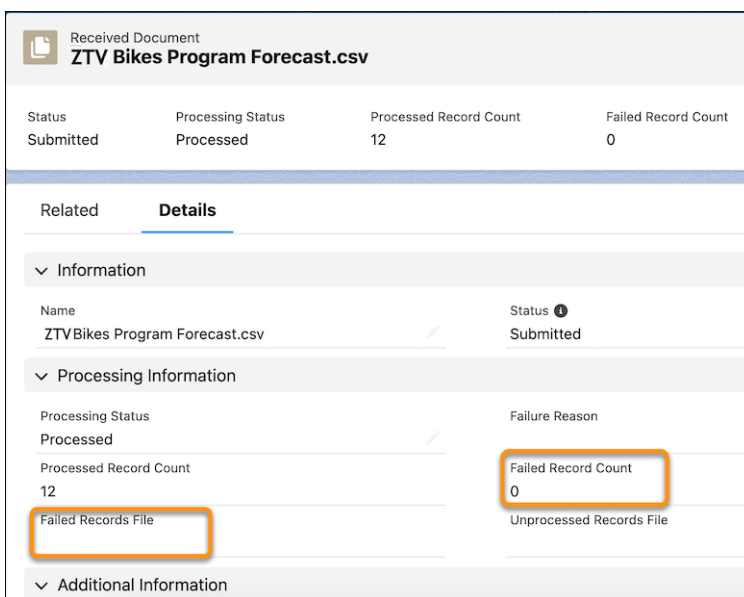 Received Document
ZTV Bikes Program Forecast.csv
Status Processing Status Processed Record Count Failed Record Count
Submitted Processed 12 0
Related Details
Information
Name Status
ZTV Bikes Program Forecast.csv Submitted
Processing Information
Processing Status Failure Reason
Processed
Processed Record Count Failed Record Count
12 0
Failed Records File Unprocessed Records File
Additional Information